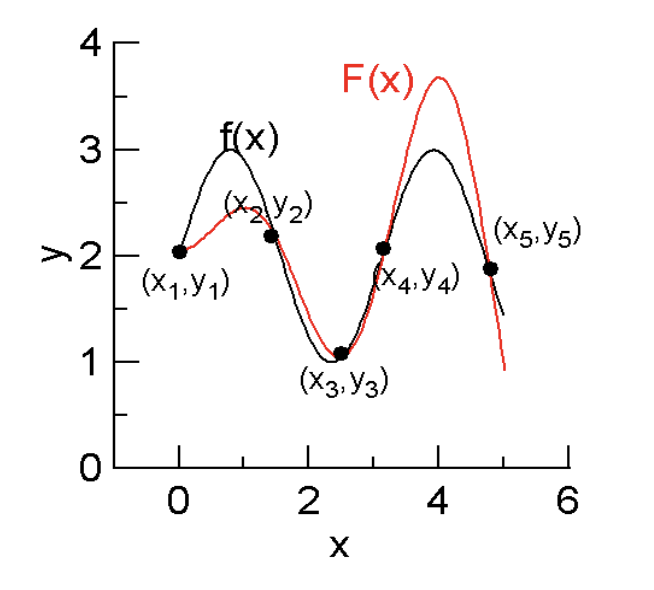 4
F(x)
f(x)
3
(x₂,y₂)
(x₅,y₅)
y
2
(x₁,y₁)
(x₄,y₄)
1
(x₃,y₃)
0
0 2 4 6
x